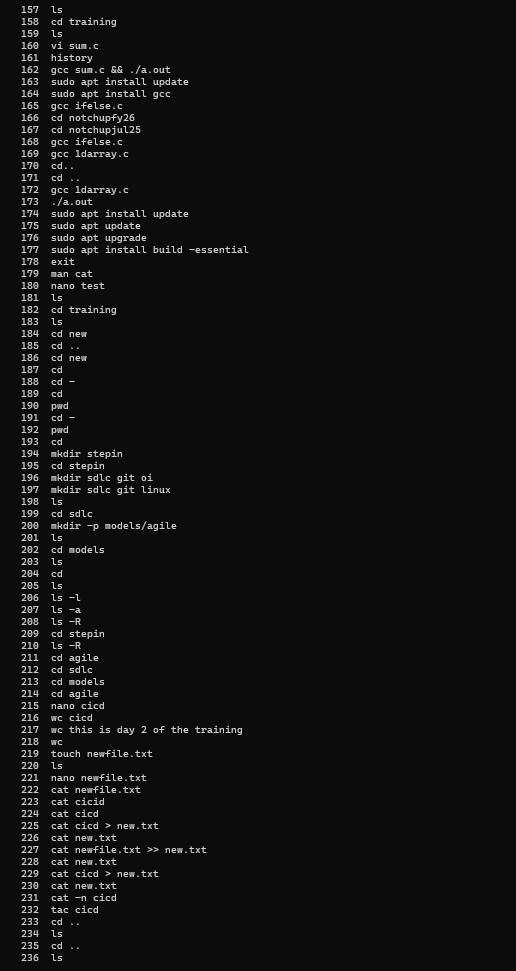 157 ls
158 cd training
159 ls
160 vi sum.c
161 history
162 gcc sum.c && ./a.out
163 sudo apt install update
164 sudo apt install gcc
165 gcc ifelse.c
166 cd notchupfy26
167 cd notchupjul25
168 gcc ifelse.c
169 gcc 1darray.c
170 cd..
171 cd ..
172 gcc 1darray.c
173 ./a.out
174 sudo apt install update
175 sudo apt update
176 sudo apt upgrade
177 sudo apt install build -essential
178 exit
179 man cat
180 nano test
181 ls
182 cd training
183 ls
184 cd new
185 cd ..
186 cd new
187 cd
188 cd -
189 cd
190 pwd
191 cd -
192 pwd
193 cd
194 mkdir stepin
195 cd stepin
196 mkdir sdlc git oi
197 mkdir sdlc git linux
198 ls
199 cd sdlc
200 mkdir -p models/agile
201 ls
202 cd models
203 ls
204 cd
205 ls
206 ls -l
207 ls -a
208 ls -R
209 cd stepin
210 ls -R
211 cd agile
212 cd sdlc
213 cd models
214 cd agile
215 nano cicd
216 wc cicd
217 wc this is day 2 of the training
218 wc
219 touch newfile.txt
220 ls
221 nano newfile.txt
222 cat newfile.txt
223 cat cicid
224 cat cicd
225 cat cicd > new.txt
226 cat new.txt
227 cat newfile.txt >> new.txt
228 cat new.txt
229 cat cicd > new.txt
230 cat new.txt
231 cat -n cicd
232 tac cicd
233 cd ..
234 ls
235 cd ..
236 ls